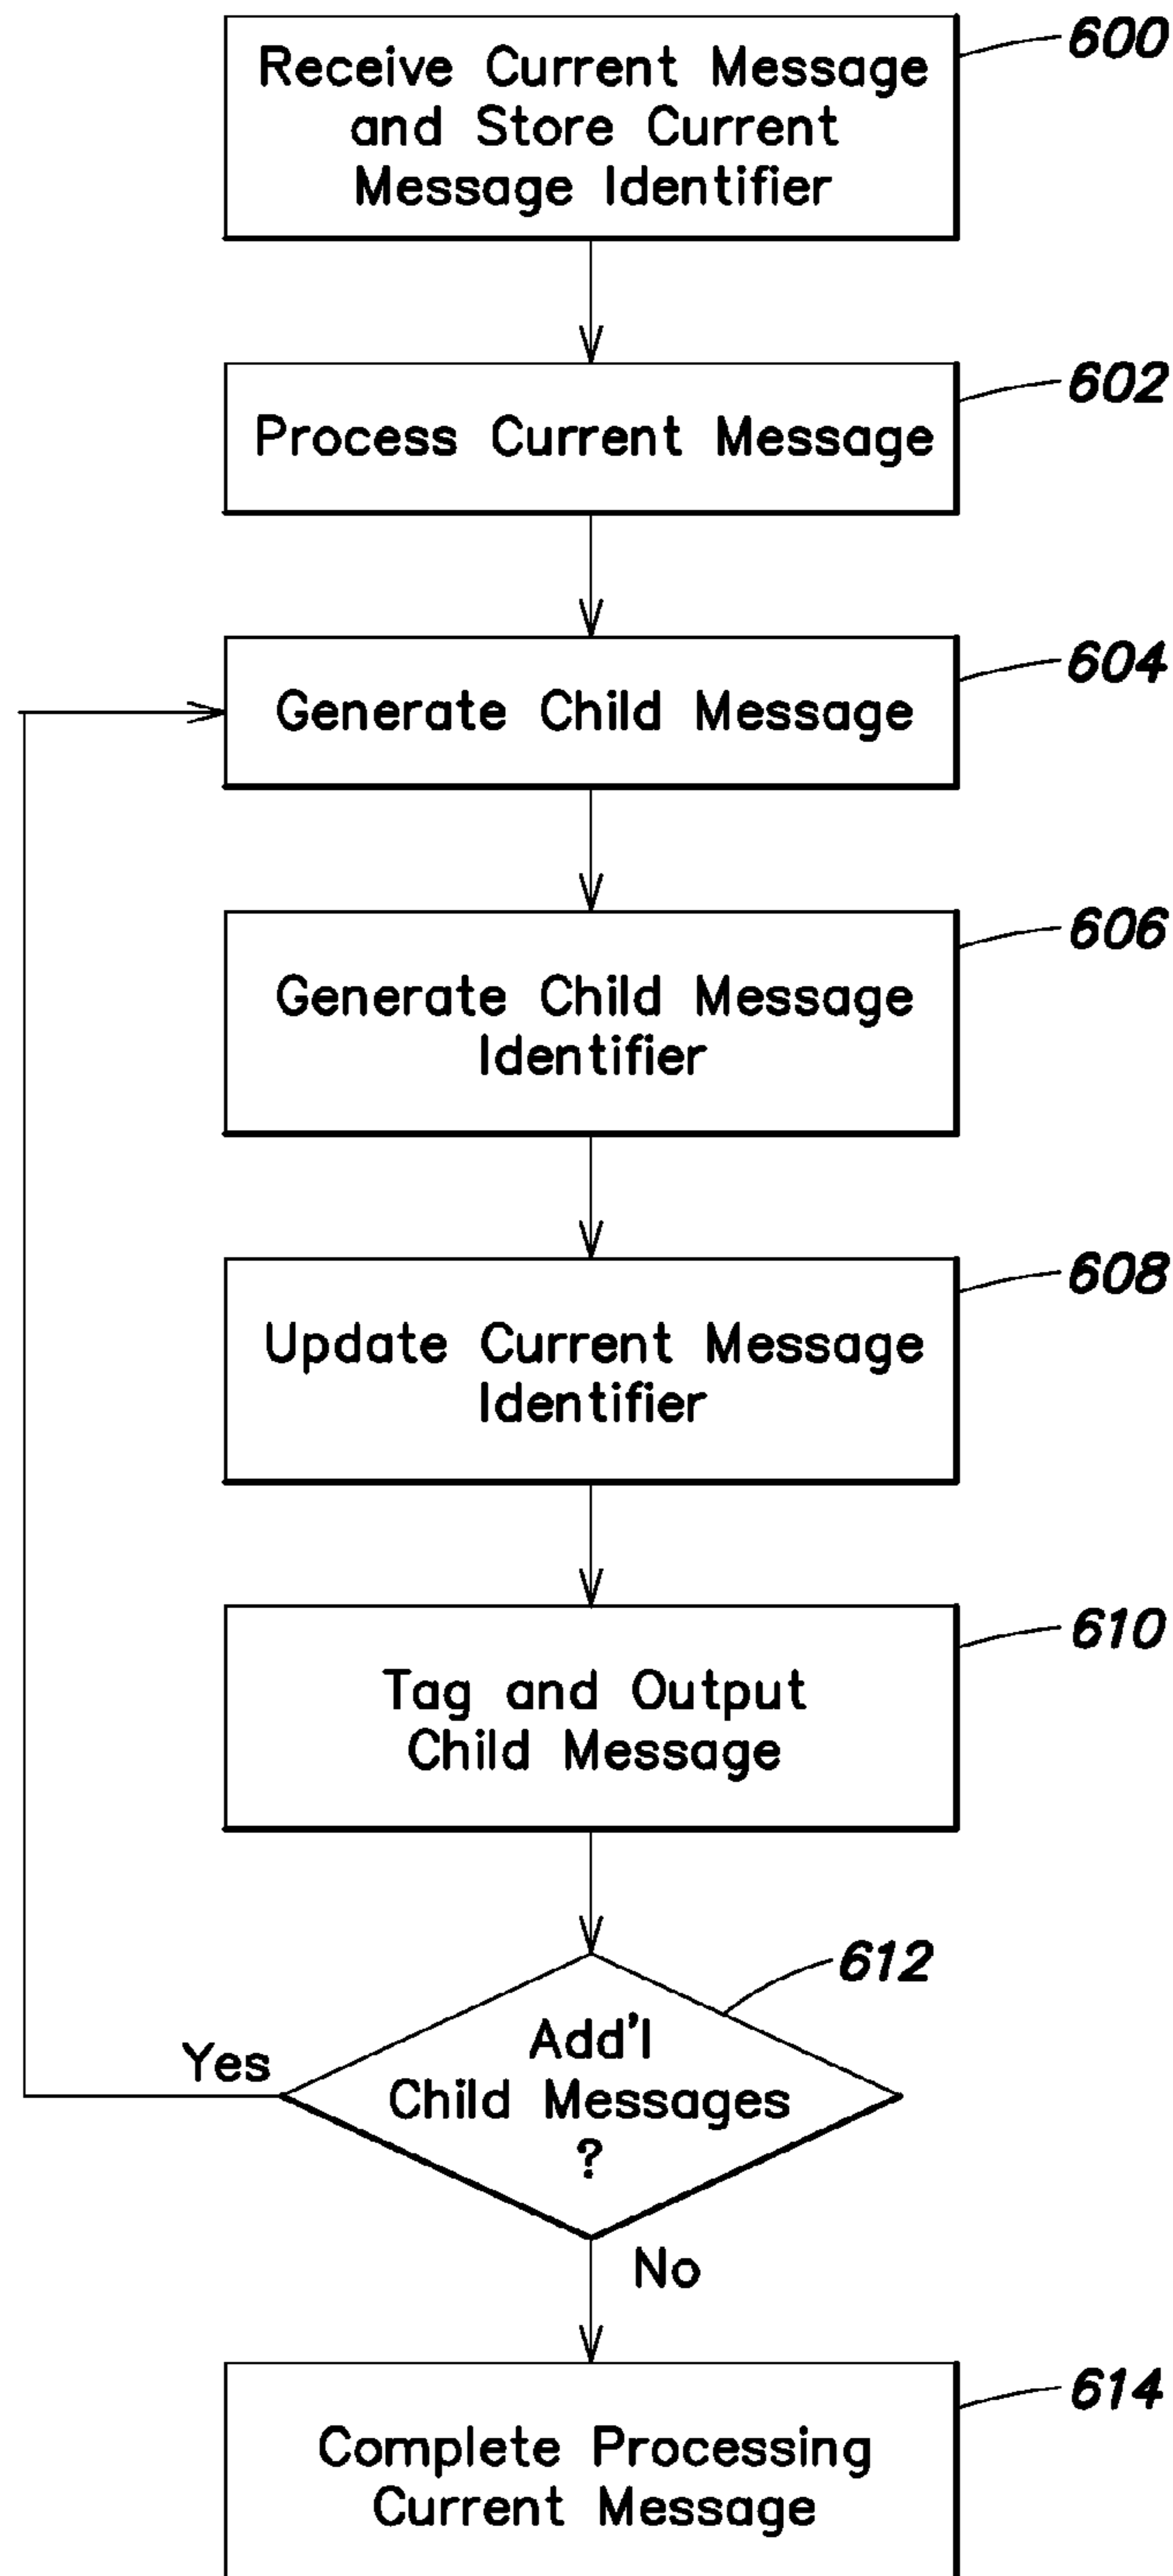 Receive Current Message
and Store Current
Message Identifier
600
Process Current Message
602
Generate Child Message
604
Generate Child Message
Identifier
606
Update Current Message
Identifier
608
Tag and Output
Child Message
610
Add'l
Child Messages
?
612
Yes
No
Complete Processing
Current Message
614